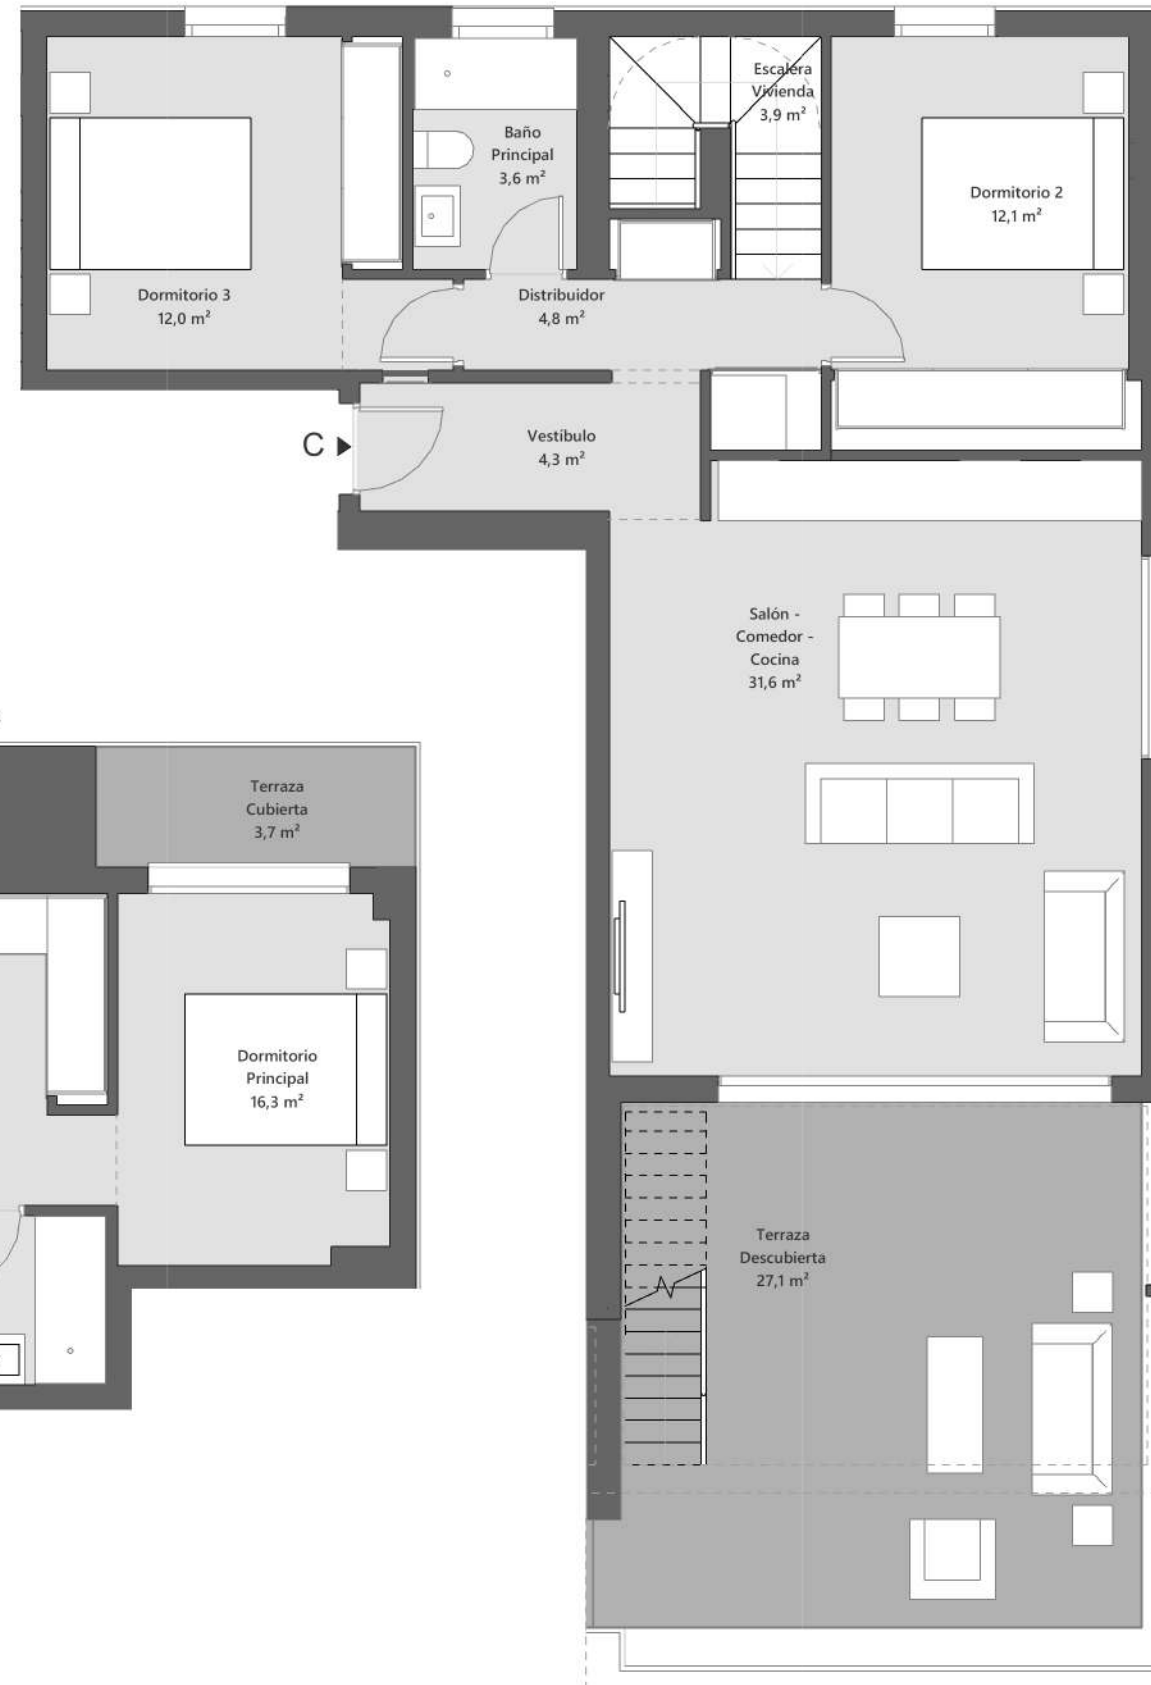 Escalera
Vivienda
3,9 m²
Baño
Principal
3,6 m²
Dormitorio 2
12,1 m²
Dormitorio 3
12,0 m²
Distribuidor
4,8 m²
C
Vestíbulo
4,3 m²
Salón -
Comedor -
Cocina
31,6 m²
Terraza
Cubierta
3,7 m²
Dormitorio
Principal
16,3 m²
Terraza
Descubierta
27,1 m²